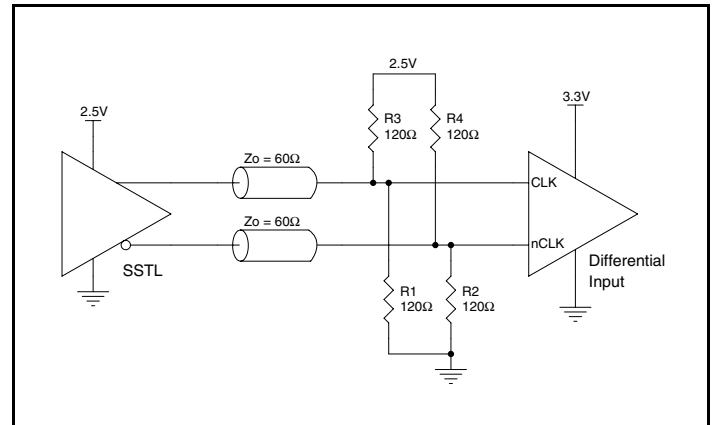 2.5V
3.3V
2.5V
R3
120Ω
R4
120Ω
Zo = 60Ω
CLK
Zo = 60Ω
nCLK
SSTL
Differential
Input
R1
120Ω
R2
120Ω